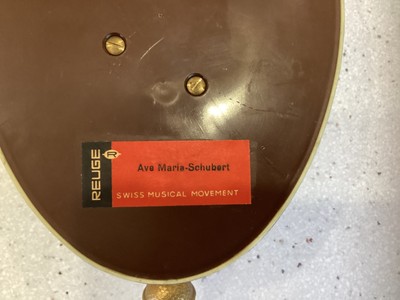 REUGE R
Ave Maria-Schubert
SWISS MUSICAL MOVEMENT